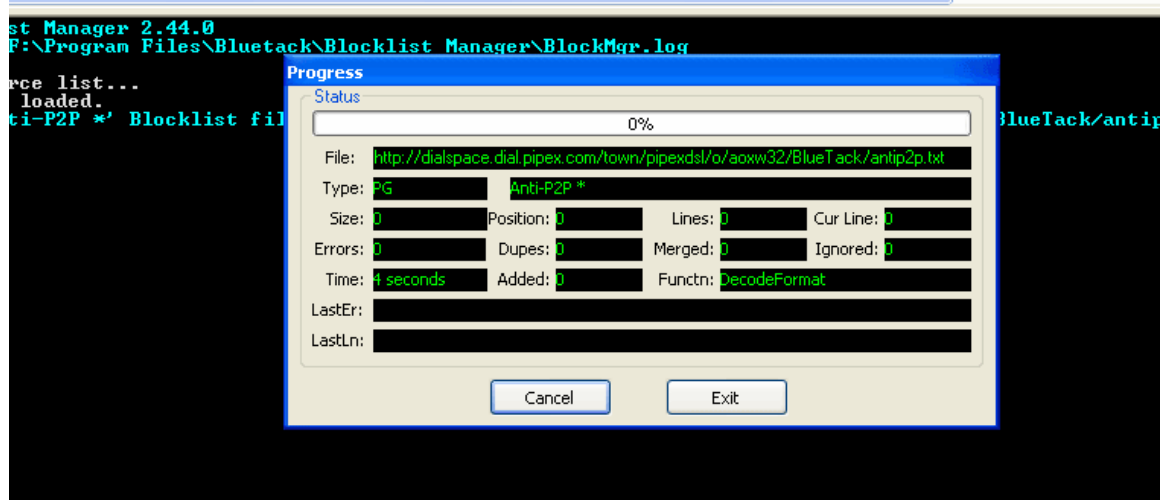 st Manager 2.44.0
F:\Program Files\Bluetack\Blocklist Manager\BlockMgr.log
rce list...
loaded.
ti-P2P *' Blocklist fil
BlueTack/antip
Progress
Status
0%
File: http://dialspace.dial.pipex.com/town/pipexdsl/o/aoxw32/BlueTack/antip2p.txt
Type: PG Anti-P2P *
Size: 0 Position: 0 Lines: 0 Cur Line: 0
Errors: 0 Dupes: 0 Merged: 0 Ignored: 0
Time: 4 seconds Added: 0 Functn: DecodeFormat
LastEr:
LastLn:
Cancel Exit